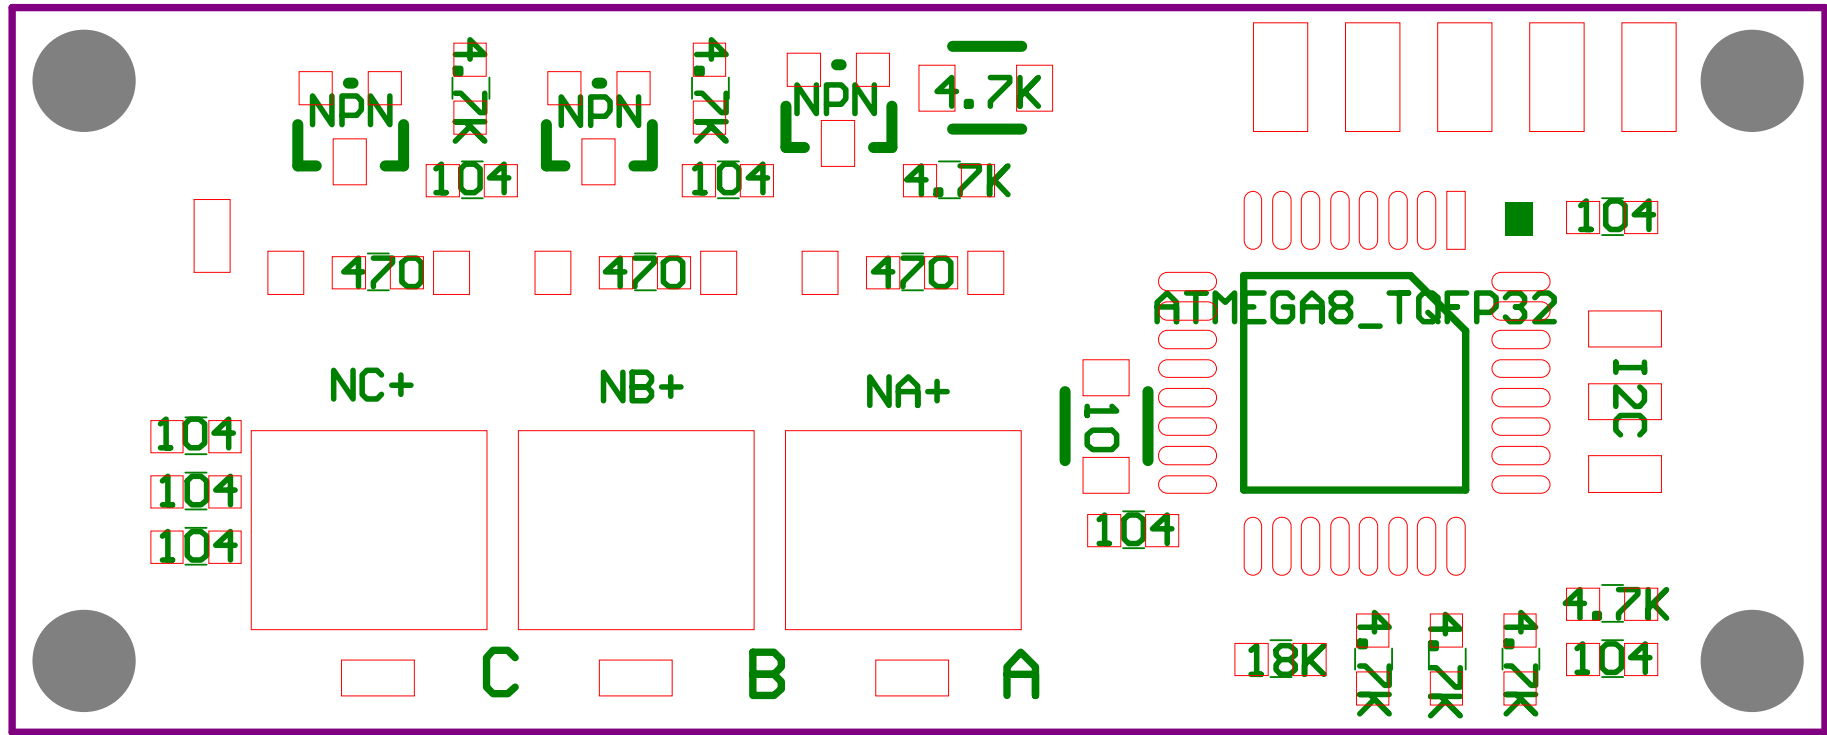 4.7K
4.7K
NPN
NPN
NPN
4.7K
104
104
4.7K
104
470
470
470
ATMEGA8_TQFP32
NC+
NB+
NA+
I2C
10
104
104
104
104
4.7K
4.7K
4.7K
4.7K
18K
104
C
B
A